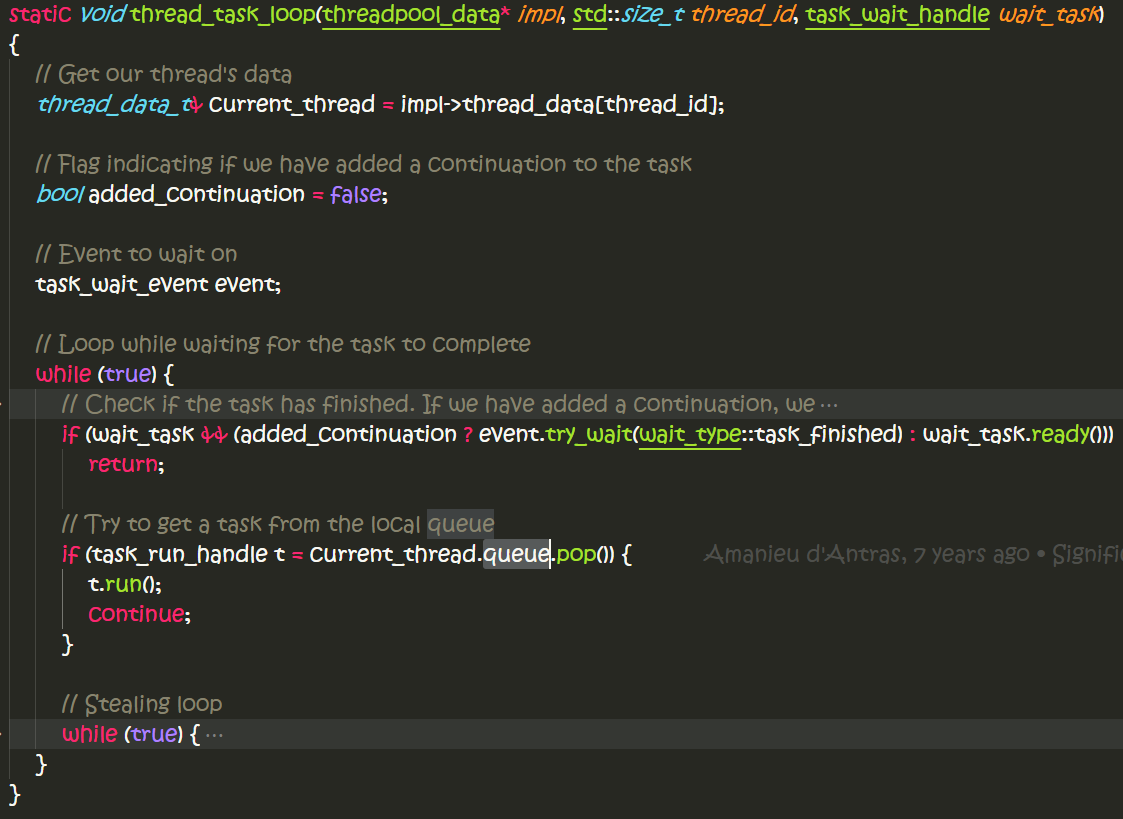 static void thread_task_loop(threadpool_data* impl, std::size_t thread_id, task_wait_handle wait_task)
{
// Get our thread's data
thread_data_t& current_thread = impl->thread_data[thread_id];
// Flag indicating if we have added a continuation to the task
bool added_continuation = false;
// Event to wait on
task_wait_event event;
// Loop while waiting for the task to complete
while (true) {
// Check if the task has finished. If we have added a continuation, we ···
if (wait_task && (added_continuation ? event.try_wait(wait_type::task_finished) : wait_task.ready()))
return;
// Try to get a task from the local queue
if (task_run_handle t = current_thread.queue.pop()) { Amanieu d'Antras, 7 years ago • Signifi
t.run();
continue;
}
// Stealing loop
while (true) { ···
}
}